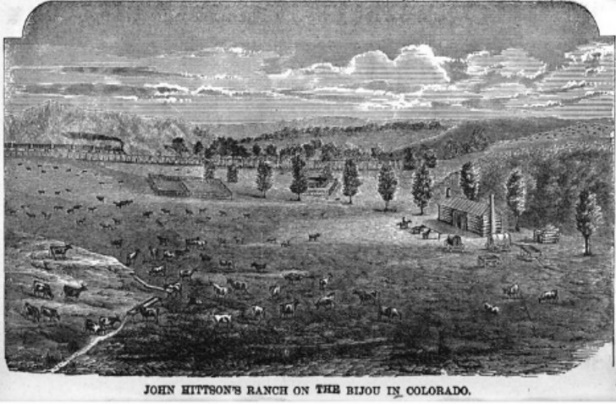 JOHN HITTSON'S RANCH ON THE BIJOU IN COLORADO.